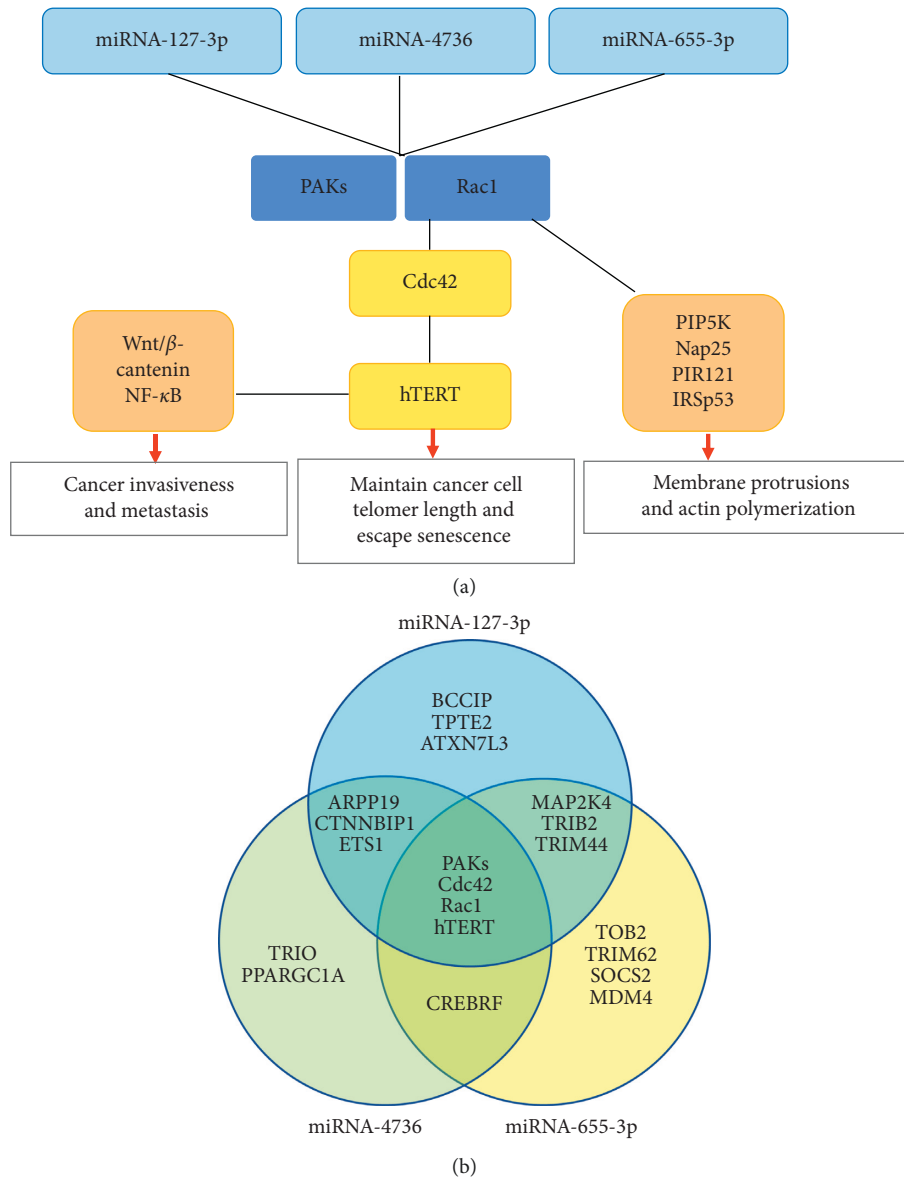 miRNA-127-3p
miRNA-4736
miRNA-655-3p
PAKs
Rac1
Cdc42
Wnt/β-
cantenin
NF-κB
hTERT
PIP5K
Nap25
PIR121
IRSp53
Cancer invasiveness
and metastasis
Maintain cancer cell
telomer length and
escape senescence
Membrane protrusions
and actin polymerization
(a)
miRNA-127-3p
BCCIP
TPTE2
ATXN7L3
ARPP19
CTNNBIP1
ETS1
MAP2K4
TRIB2
TRIM44
PAKs
Cdc42
Rac1
hTERT
TRIO
PPARGC1A
CREBRF
TOB2
TRIM62
SOCS2
MDM4
miRNA-4736
miRNA-655-3p
(b)